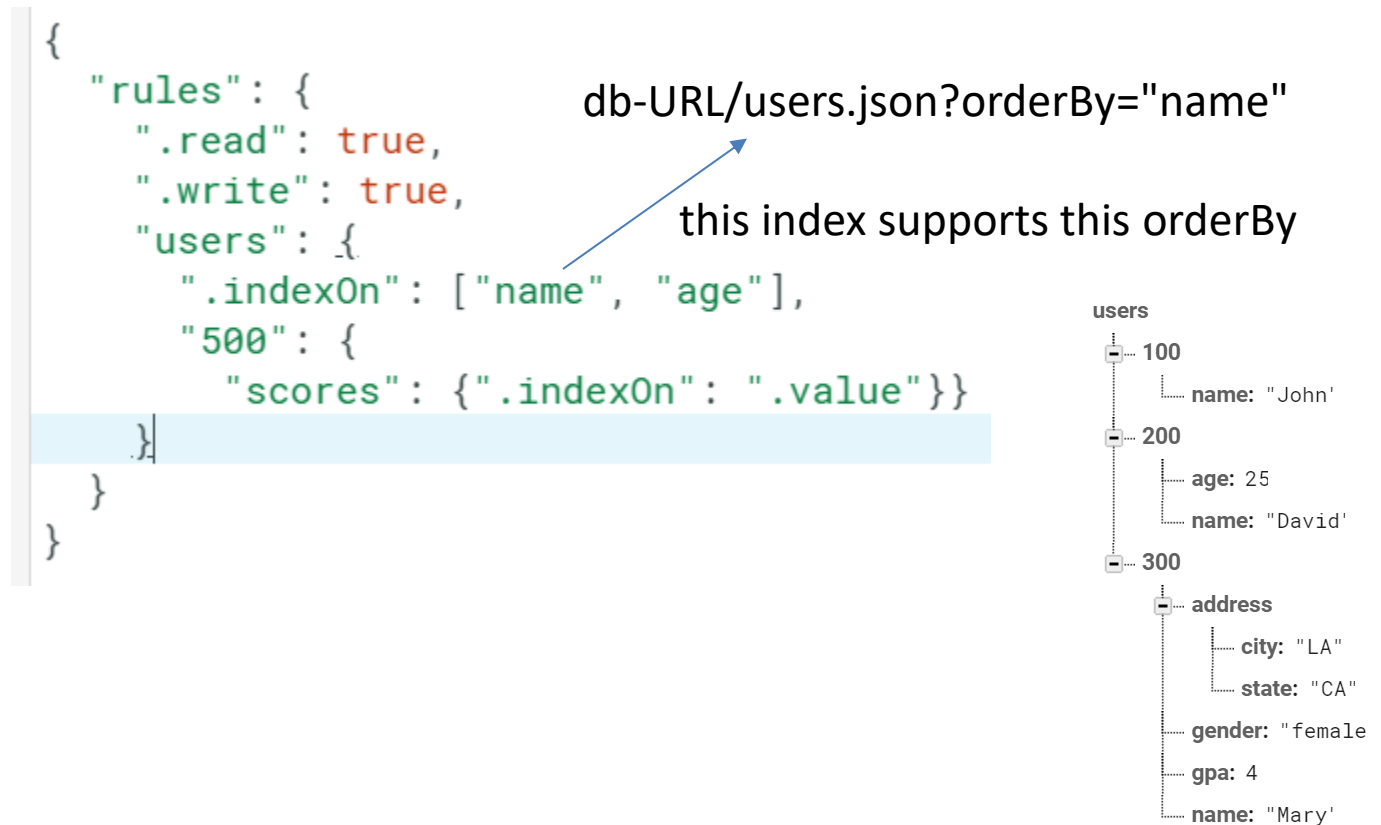 {
"rules": {
".read": true,
".write": true,
"users": {
".indexOn": ["name", "age"],
"500": {
"scores": {".indexOn": ".value"}}
}
}
}
db-URL/users.json?orderBy="name"
this index supports this orderBy
users
100
name: "John'
200
age: 25
name: "David'
300
address
city: "LA"
state: "CA"
gender: "female
gpa: 4
name: "Mary'